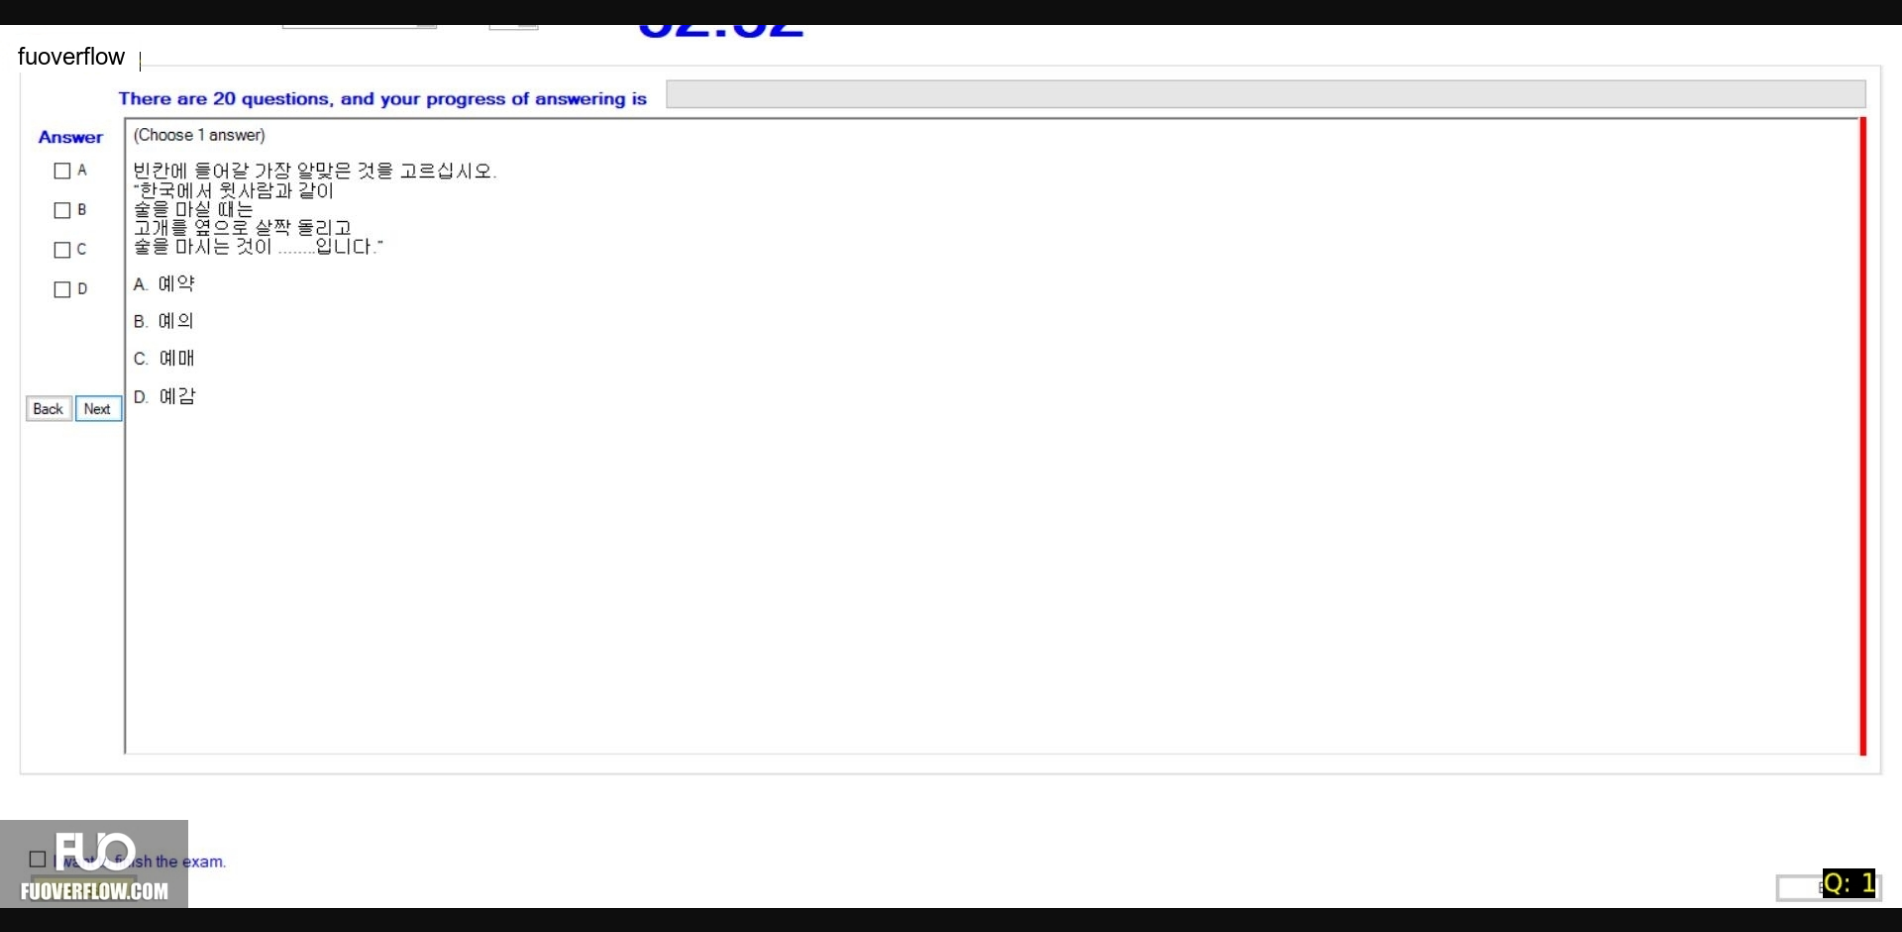 fuoverflow
There are 20 questions, and your progress of answering is
Answer
(Choose 1 answer)
A
B
C
D
빈칸에 들어갈 가장 알맞은 것을 고르십시오.
"한국에서 윗사람과 같이
술을 마실 때는
고개를 옆으로 살짝 돌리고
술을 마시는 것이 ........입니다."
A. 예약
B. 예의
C. 예매
D. 예감
Back Next
finish the exam.
FUO
FUOVERFLOW.COM
Q: 1